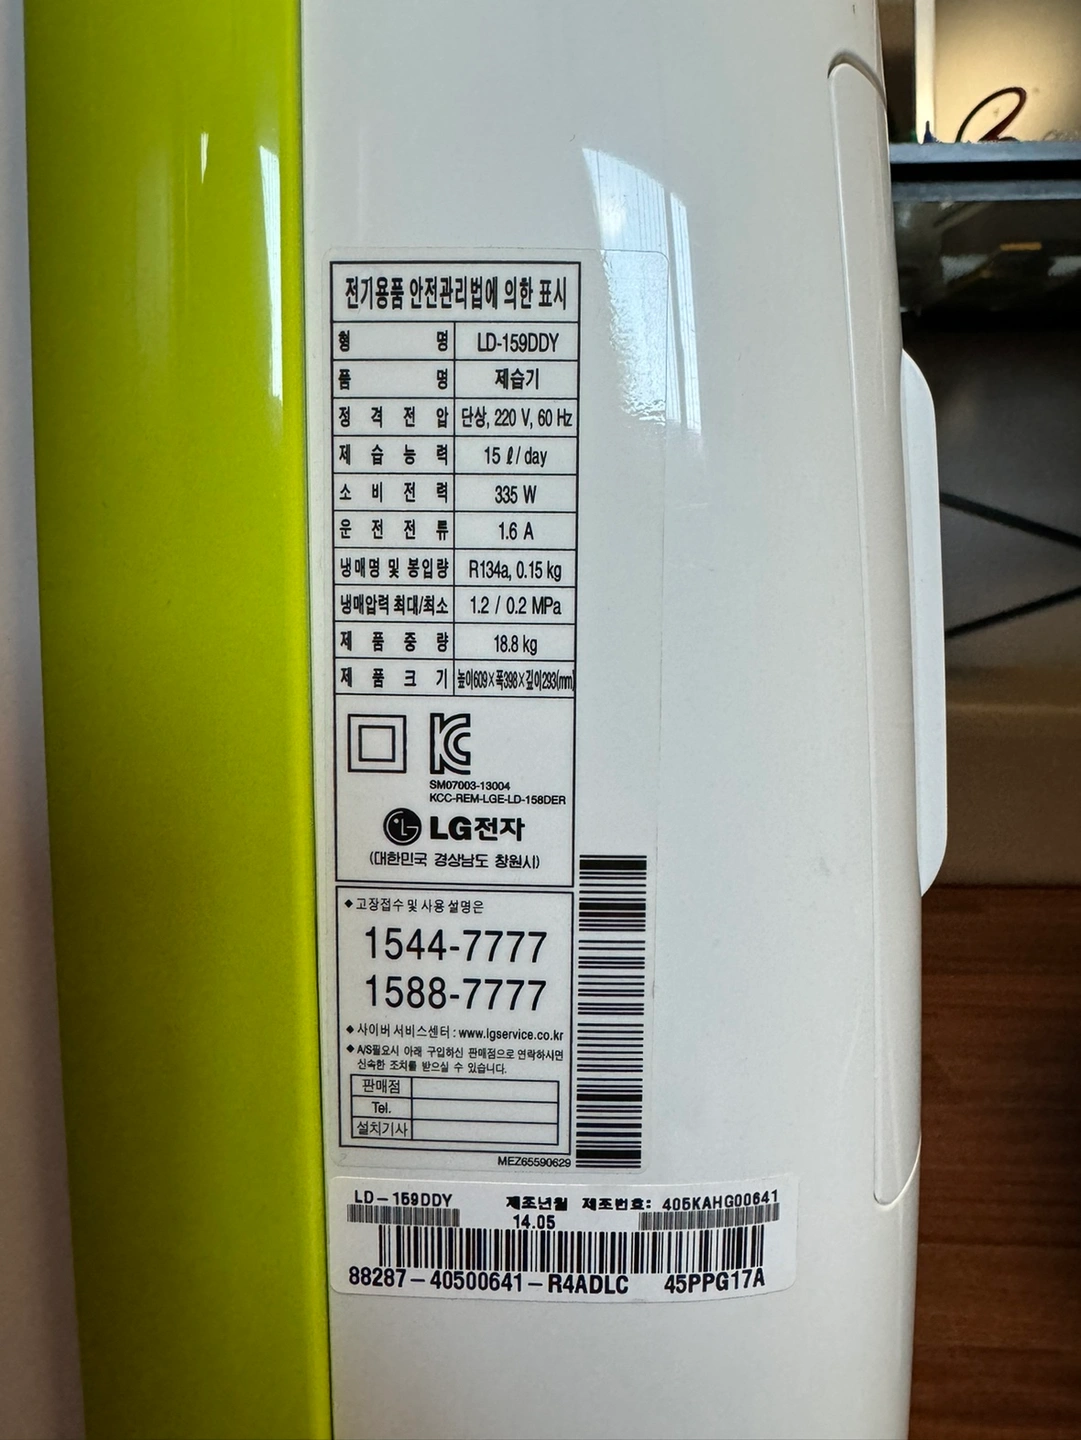 전기용품 안전관리법에 의한 표시
형 명 LD-159DDY
품 명 제습기
정 격 전 압 단상, 220 V, 60 Hz
제 습 능 력 15 ℓ/day
소 비 전 력 335 W
운 전 전 류 1.6 A
냉매명 및 봉입량 R134a, 0.15 kg
냉매압력 최대/최소 1.2 / 0.2 MPa
제 품 중 량 18.8 kg
제 품 크 기 높이609×폭398×깊이293(mm)
SM07003-13004
KCC-REM-LGE-LD-158DER
LG전자
(대한민국 경상남도 창원시)
◆ 고장접수 및 사용 설명은
1544-7777
1588-7777
◆ 사이버 서비스센터 : www.lgservice.co.kr
◆ A/S필요시 아래 구입하신 판매점으로 연락하시면
신속한 조치를 받으실 수 있습니다.
판매점
Tel.
설치기사
MEZ65590629
LD-159DDY 제조년월 제조번호: 405KAHG00641
14.05
88287-40500641-R4ADLC 45PPG17A